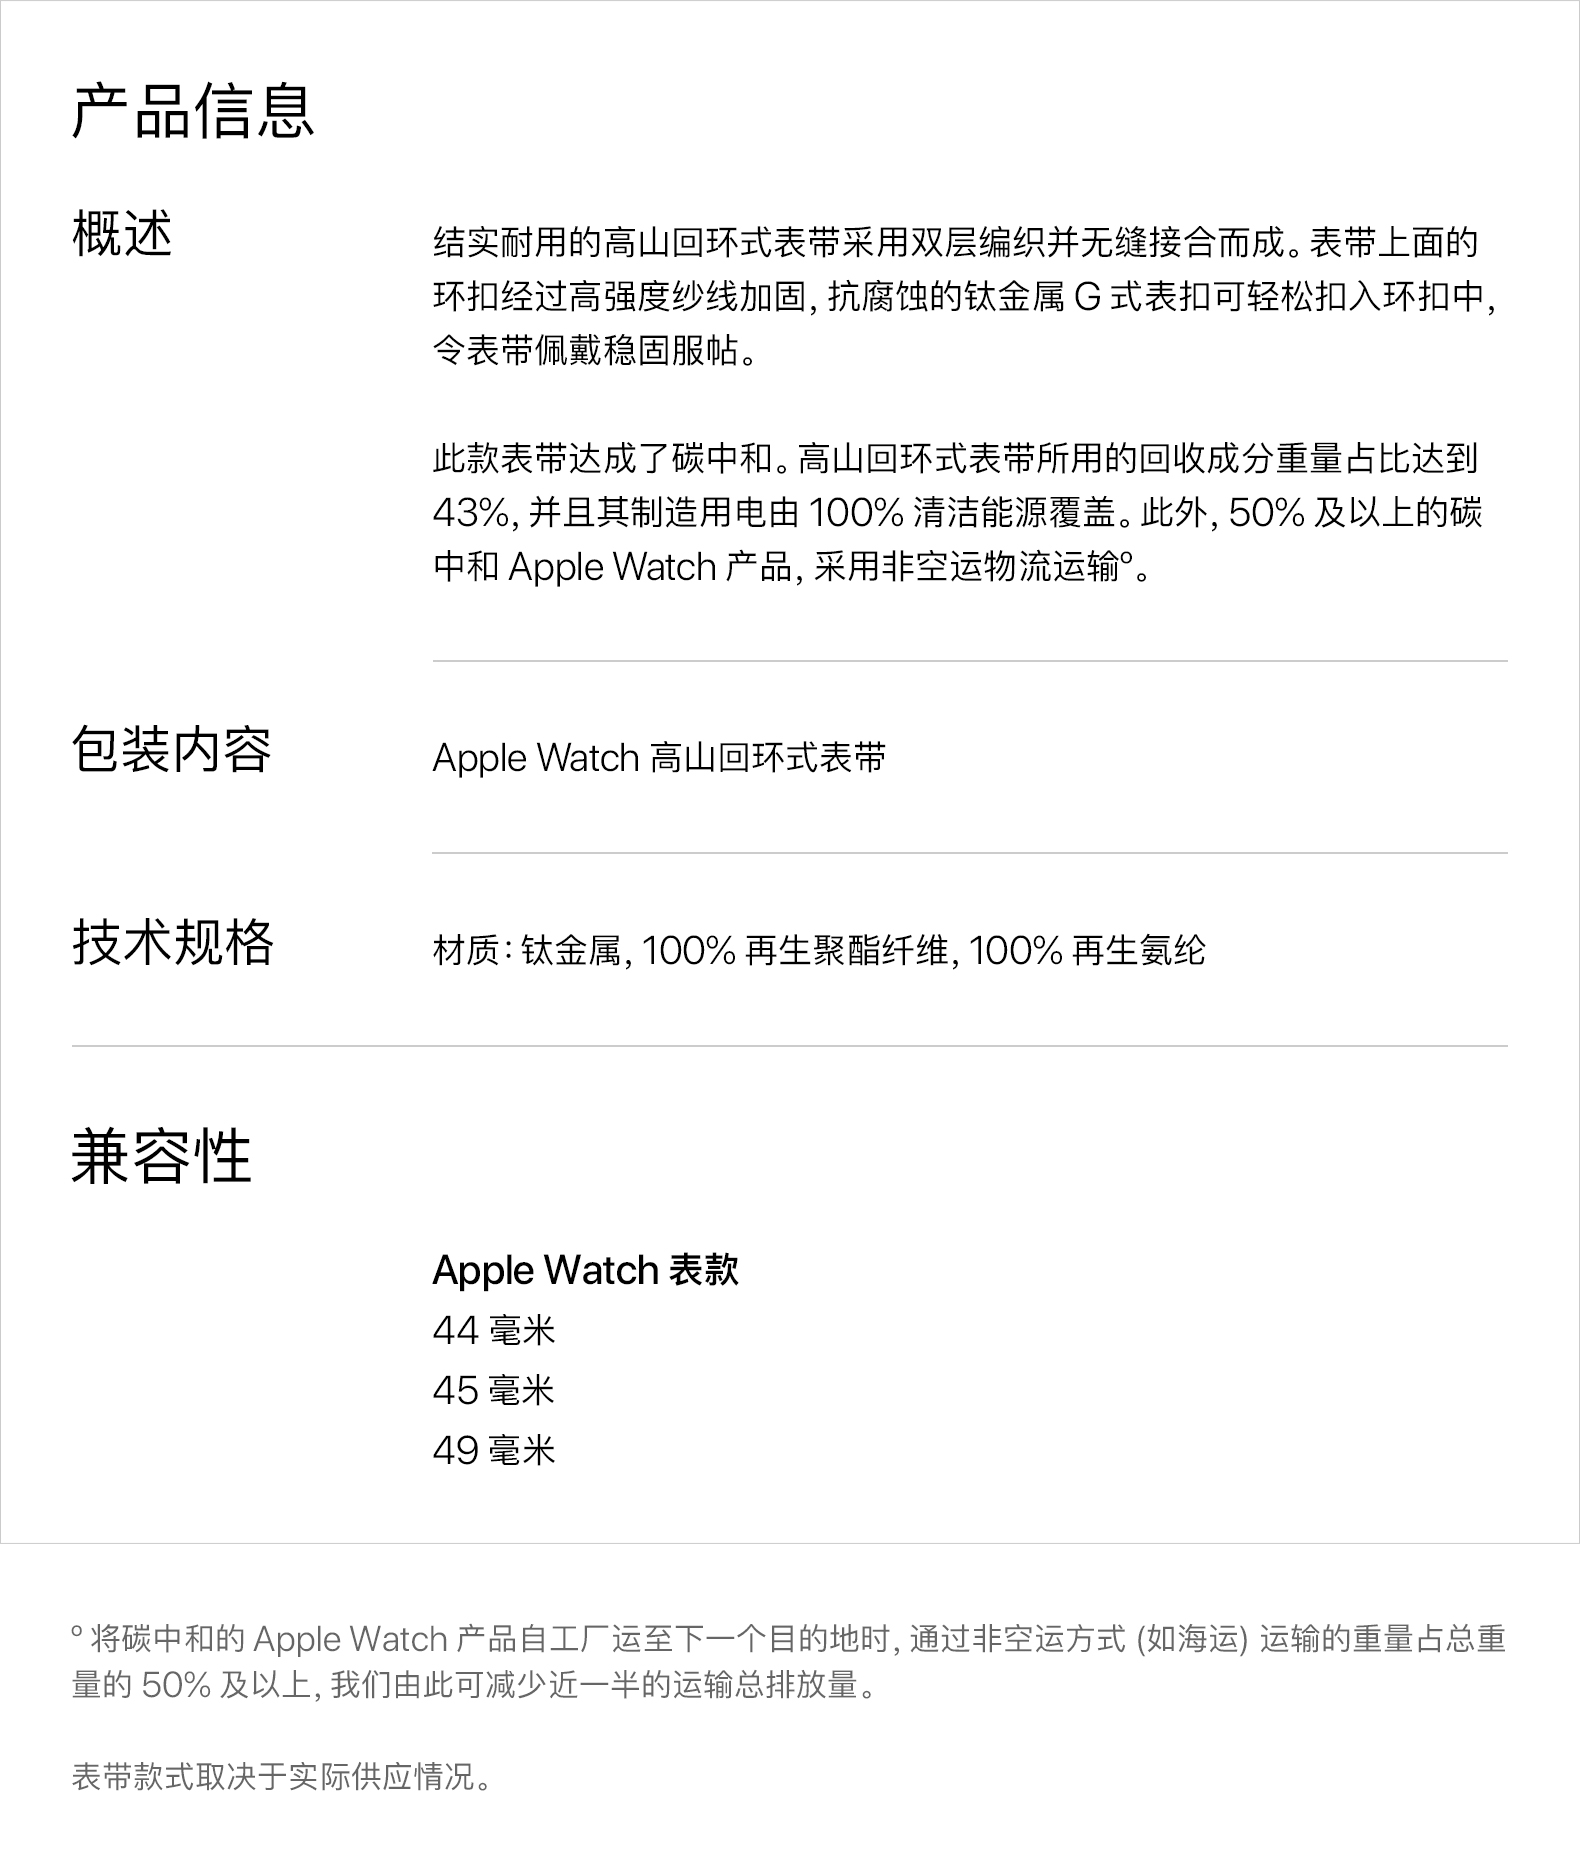 产品信息
概述
结实耐用的高山回环式表带采用双层编织并无缝接合而成。表带上面的
环扣经过高强度纱线加固，抗腐蚀的钛金属 G 式表扣可轻松扣入环扣中，
令表带佩戴稳固服帖。
此款表带达成了碳中和。高山回环式表带所用的回收成分重量占比达到
43%，并且其制造用电由 100% 清洁能源覆盖。此外，50% 及以上的碳
中和 Apple Watch 产品，采用非空运物流运输º。
包装内容
Apple Watch 高山回环式表带
技术规格
材质：钛金属，100% 再生聚酯纤维，100% 再生氨纶
兼容性
Apple Watch 表款
44 毫米
45 毫米
49 毫米
º 将碳中和的 Apple Watch 产品自工厂运至下一个目的地时，通过非空运方式 (如海运) 运输的重量占总重
量的 50% 及以上，我们由此可减少近一半的运输总排放量。
表带款式取决于实际供应情况。